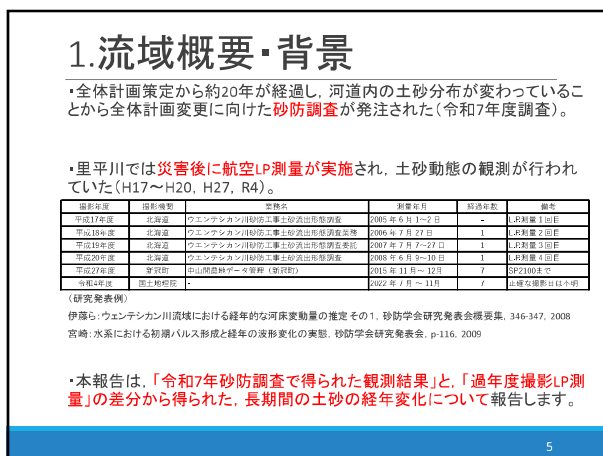 1.流域概要・背景
・全体計画策定から約20年が経過し，河道内の土砂分布が変わっているこ
とから全体計画変更に向けた砂防調査が発注された（令和7年度調査）。
・里平川では災害後に航空LP測量が実施され，土砂動態の観測が行われ
ていた（H17～H20，H27，R4）。
撮影年度 撮影機関 業務名 測量年月 経過年数 備考
平成17年度 北海道 ウエンテシカン川砂防工事土砂流出形態調査 2005年6月1~2日 - LP測量1回目
平成18年度 北海道 ウエンテシカン川砂防工事土砂流出形態調査業務 2006年7月27日 1 LP測量2回目
平成19年度 北海道 ウエンテシカン川砂防工事土砂流出形態調査委託 2007年7月7~27日 1 LP測量3回目
平成20年度 北海道 ウエンテシカン川砂防工事土砂流出形態調査 2008年6月9~10日 1 LP測量4回目
平成27年度 新冠町 中山間農地データ管理（新冠町） 2015年11月~12月 7 SP2100まで
令和4年度 国土地理院 - 2022年7月~11月 7 正確な撮影日は不明
（研究発表例）
伊藤ら：ウェンテシカン川流域における経年的な河床変動量の推定その1，砂防学会研究発表会概要集，346-347，2008
宮崎：水系における初期パルス形成と経年の波形変化の実態，砂防学会研究発表会，p-116，2009
・本報告は，「令和7年砂防調査で得られた観測結果」と，「過年度撮影LP測
量」の差分から得られた，長期間の土砂の経年変化について報告します。
5